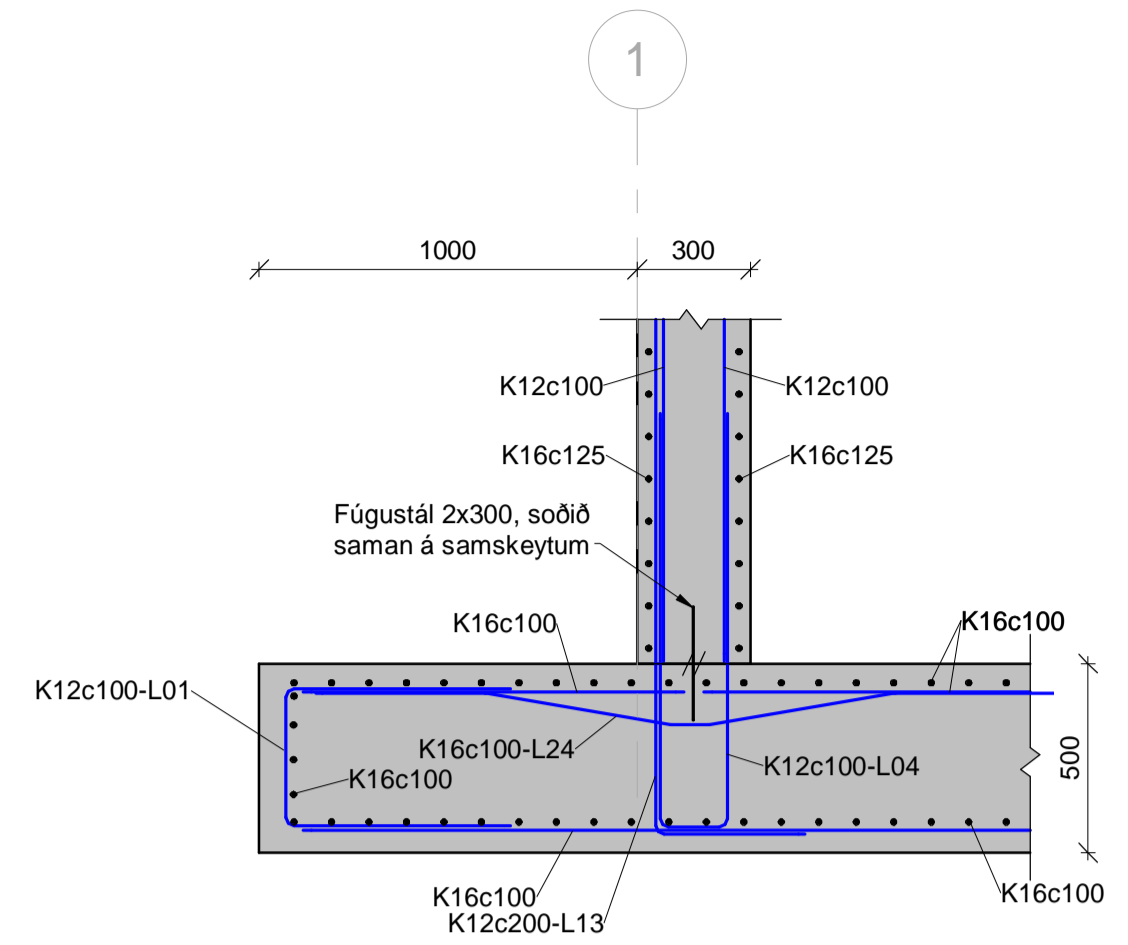 1
1000
300
K12c100
K12c100
K16c125
K16c125
Fúgustál 2x300, soðið
saman á samskeytum
K16c100
K16c100
K12c100-L01
K16c100-L24
K12c100-L04
500
K16c100
K16c100
K16c100
K12c200-L13